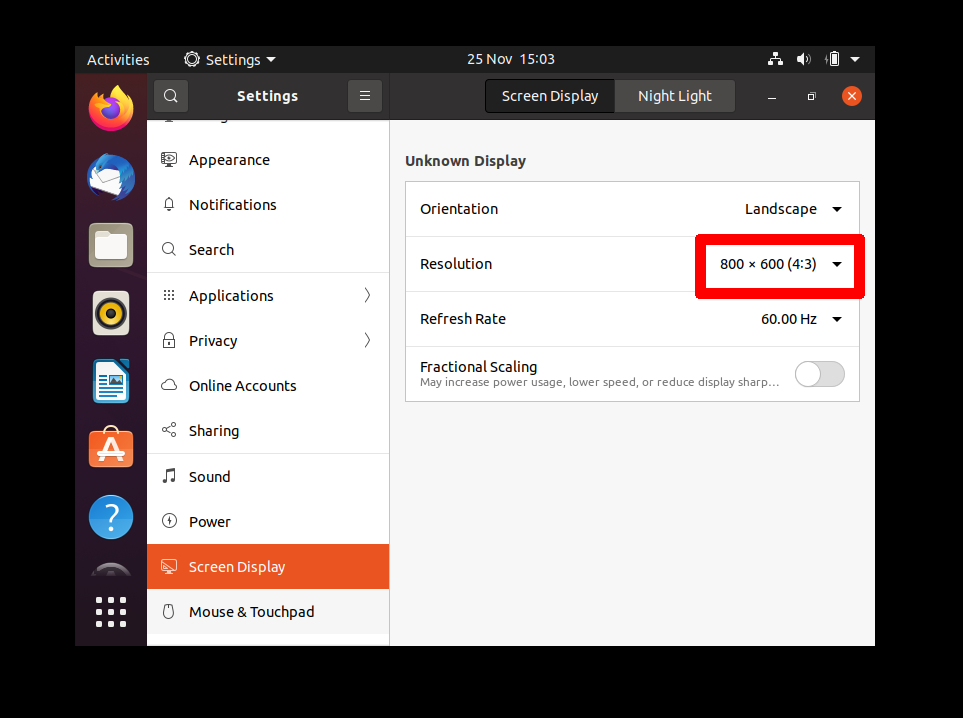 Activities Settings 25 Nov 15:03
Settings Screen Display Night Light
Appearance
Notifications
Search
Applications
Privacy
Online Accounts
Sharing
Sound
Power
Screen Display
Mouse & Touchpad
Unknown Display
Orientation Landscape
Resolution 800 × 600 (4:3)
Refresh Rate 60.00 Hz
Fractional Scaling
May increase power usage, lower speed, or reduce display sharp…